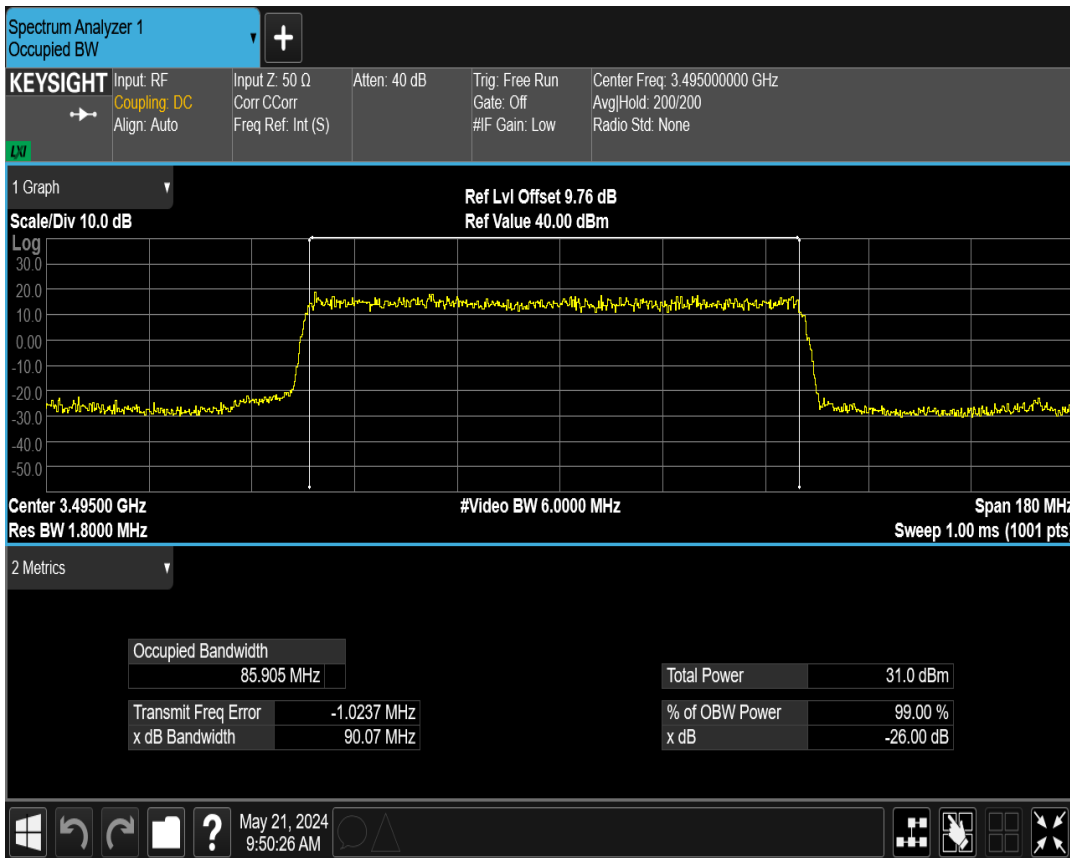 Spectrum Analyzer 1
Occupied BW
+
KEYSIGHT Input: RF Input Z: 50 Ω Atten: 40 dB Trig: Free Run Center Freq: 3.495000000 GHz
Coupling: DC Corr CCorr Gate: Off Avg|Hold: 200/200
Align: Auto Freq Ref: Int (S) #IF Gain: Low Radio Std: None
LXI
1 Graph
Ref Lvl Offset 9.76 dB
Scale/Div 10.0 dB Ref Value 40.00 dBm
Log
30.0
20.0
10.0
0.00
-10.0
-20.0
-30.0
-40.0
-50.0
Center 3.49500 GHz #Video BW 6.0000 MHz Span 180 MHz
Res BW 1.8000 MHz Sweep 1.00 ms (1001 pts)
2 Metrics
Occupied Bandwidth
85.905 MHz Total Power 31.0 dBm
Transmit Freq Error -1.0237 MHz % of OBW Power 99.00 %
x dB Bandwidth 90.07 MHz x dB -26.00 dB
? May 21, 2024
9:50:26 AM